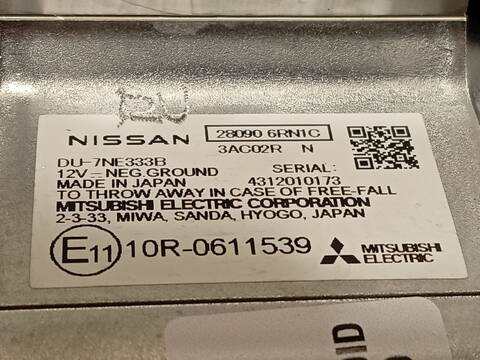 NISSAN
28090 6RN1C
3AC02R N
DU-7NE333B
12V – NEG.GROUND
SERIAL:
MADE IN JAPAN
4312010173
TO THROW AWAY IN CASE OF FREE-FALL
MITSUBISHI ELECTRIC CORPORATION
2-3-33, MIWA, SANDA, HYOGO, JAPAN
E11 10R-0611539
MITSUBISHI
ELECTRIC